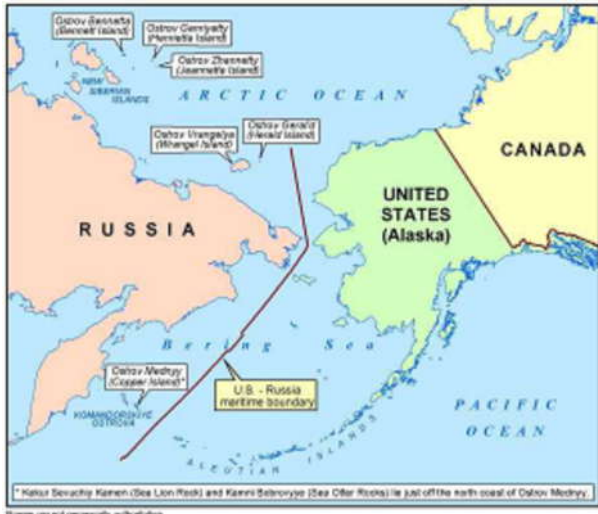 Ostrov Bennetta
(Bennett Island)
Ostrov Genriyetty
(Henrietta Island)
Ostrov Zhannetty
(Jeannette Island)
NEW
SIBERIAN
ISLANDS
ARCTIC OCEAN
Ostrov Vrangelya
(Wrangel Island)
Ostrov Geral'd
(Herald Island)
CANADA
RUSSIA
UNITED
STATES
(Alaska)
Bering Sea
Ostrov Mednyy
(Copper Island)*
U.S. - Russia
maritime boundary
KOMANDORSKIYE
OSTROVA
PACIFIC
OCEAN
ALEUTIAN ISLANDS
* Kekur Sivuchiy Kamen (Sea Lion Rock) and Kamni Bobrovyye (Sea Otter Rocks) lie just off the north coast of Ostrov Mednyy.